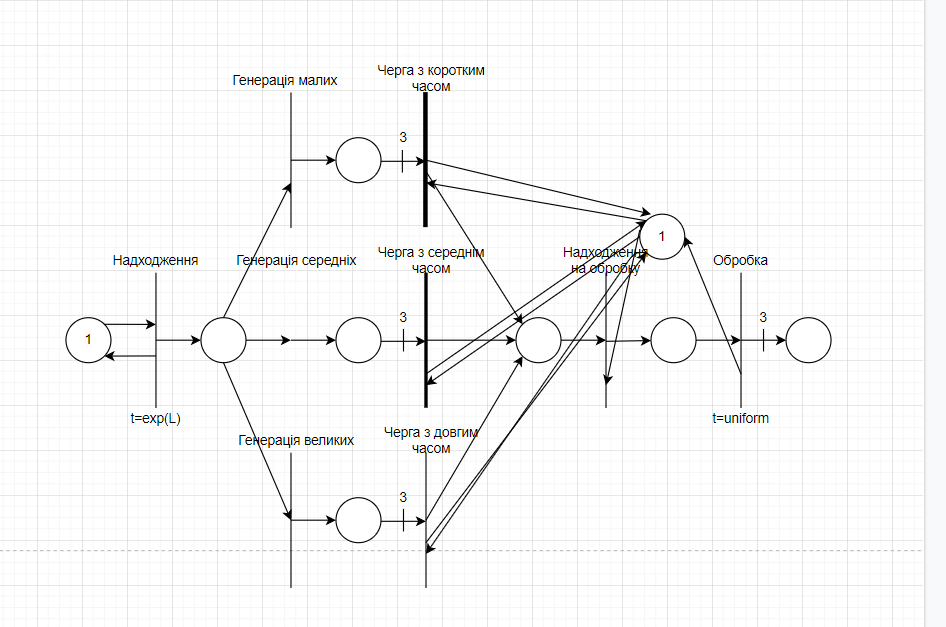 Черга з коротким
часом
Генерація малих
3
1
Черга з середнім
часом
Надходження
на обробку
Надходження
Генерація середніх
Обробка
3
3
1
t=exp(L)
t=uniform
Черга з довгим
часом
Генерація великих
3